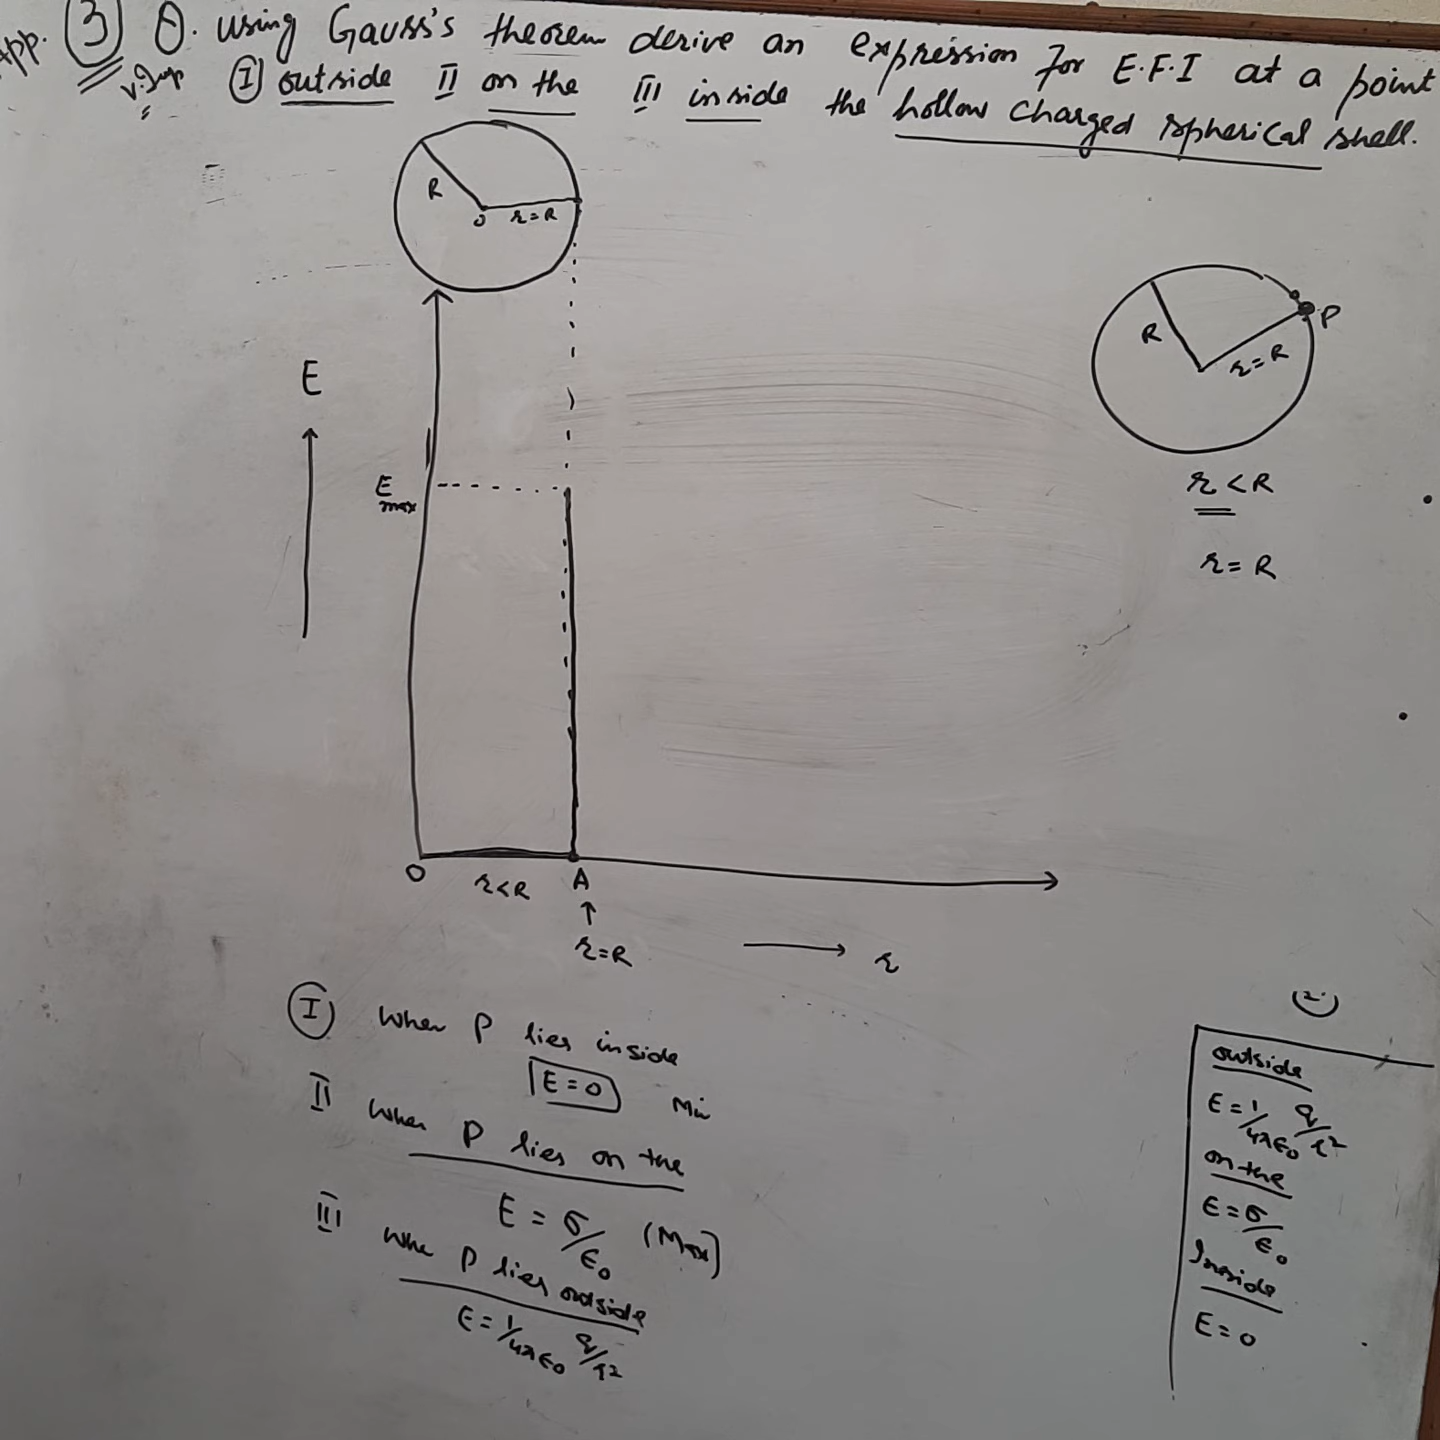 App. ③ Q. using Gauss's theorem derive an expression for E.F.I at a point
v.Imp Ⓘ outside II on the III inside the hollow charged spherical shell.
R
O r=R
R r=R P
E
r<R
E max
r=R
O r<R A
↑
r=R → r
Ⓘ when P lies inside
E=0 Min
II when P lies on the
E = σ/ε₀ (Max)
III whe P lies outside
E = 1/4πε₀ q/r²
outside
E = 1/4πε₀ q/r²
on the
E = σ/ε₀
Inside
E = 0